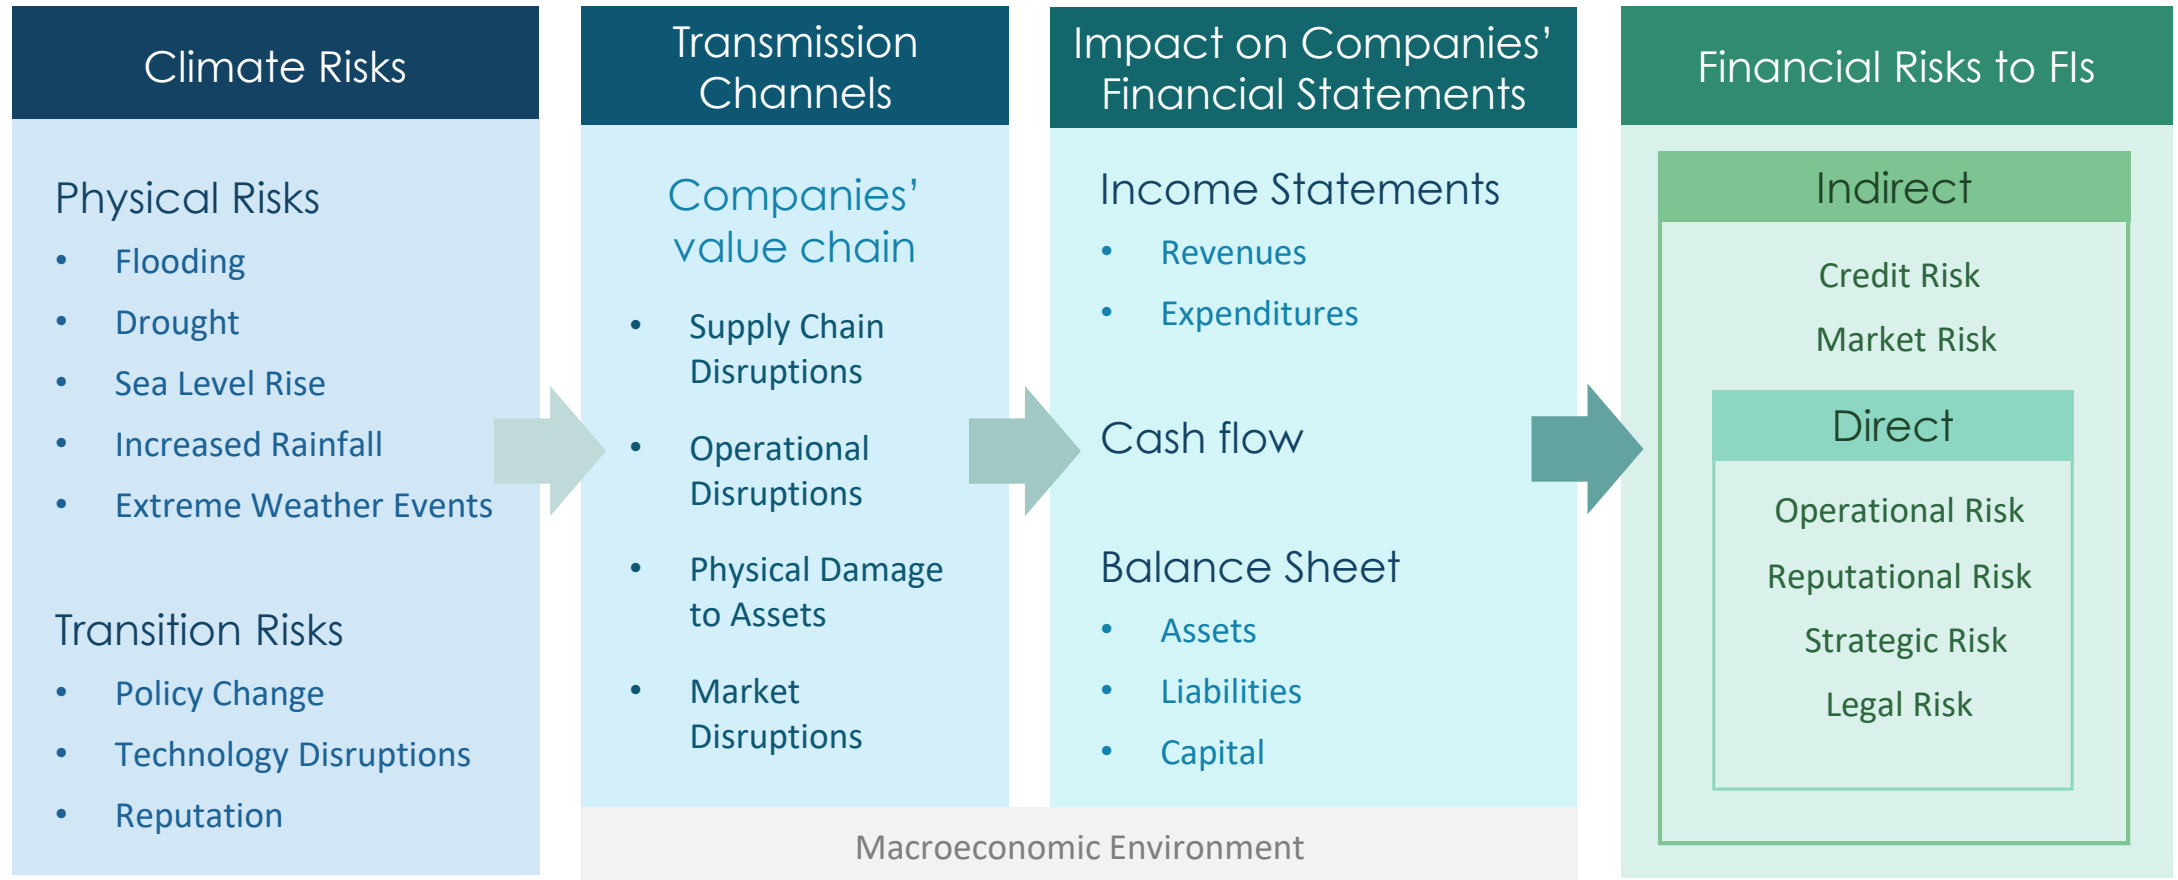 Climate Risks
Physical Risks
• Flooding
• Drought
• Sea Level Rise
• Increased Rainfall
• Extreme Weather Events
Transition Risks
• Policy Change
• Technology Disruptions
• Reputation
Transmission
Channels
Companies’
value chain
• Supply Chain
Disruptions
• Operational
Disruptions
• Physical Damage
to Assets
• Market
Disruptions
Impact on Companies’
Financial Statements
Income Statements
• Revenues
• Expenditures
Cash flow
Balance Sheet
• Assets
• Liabilities
• Capital
Macroeconomic Environment
Financial Risks to FIs
Indirect
Credit Risk
Market Risk
Direct
Operational Risk
Reputational Risk
Strategic Risk
Legal Risk